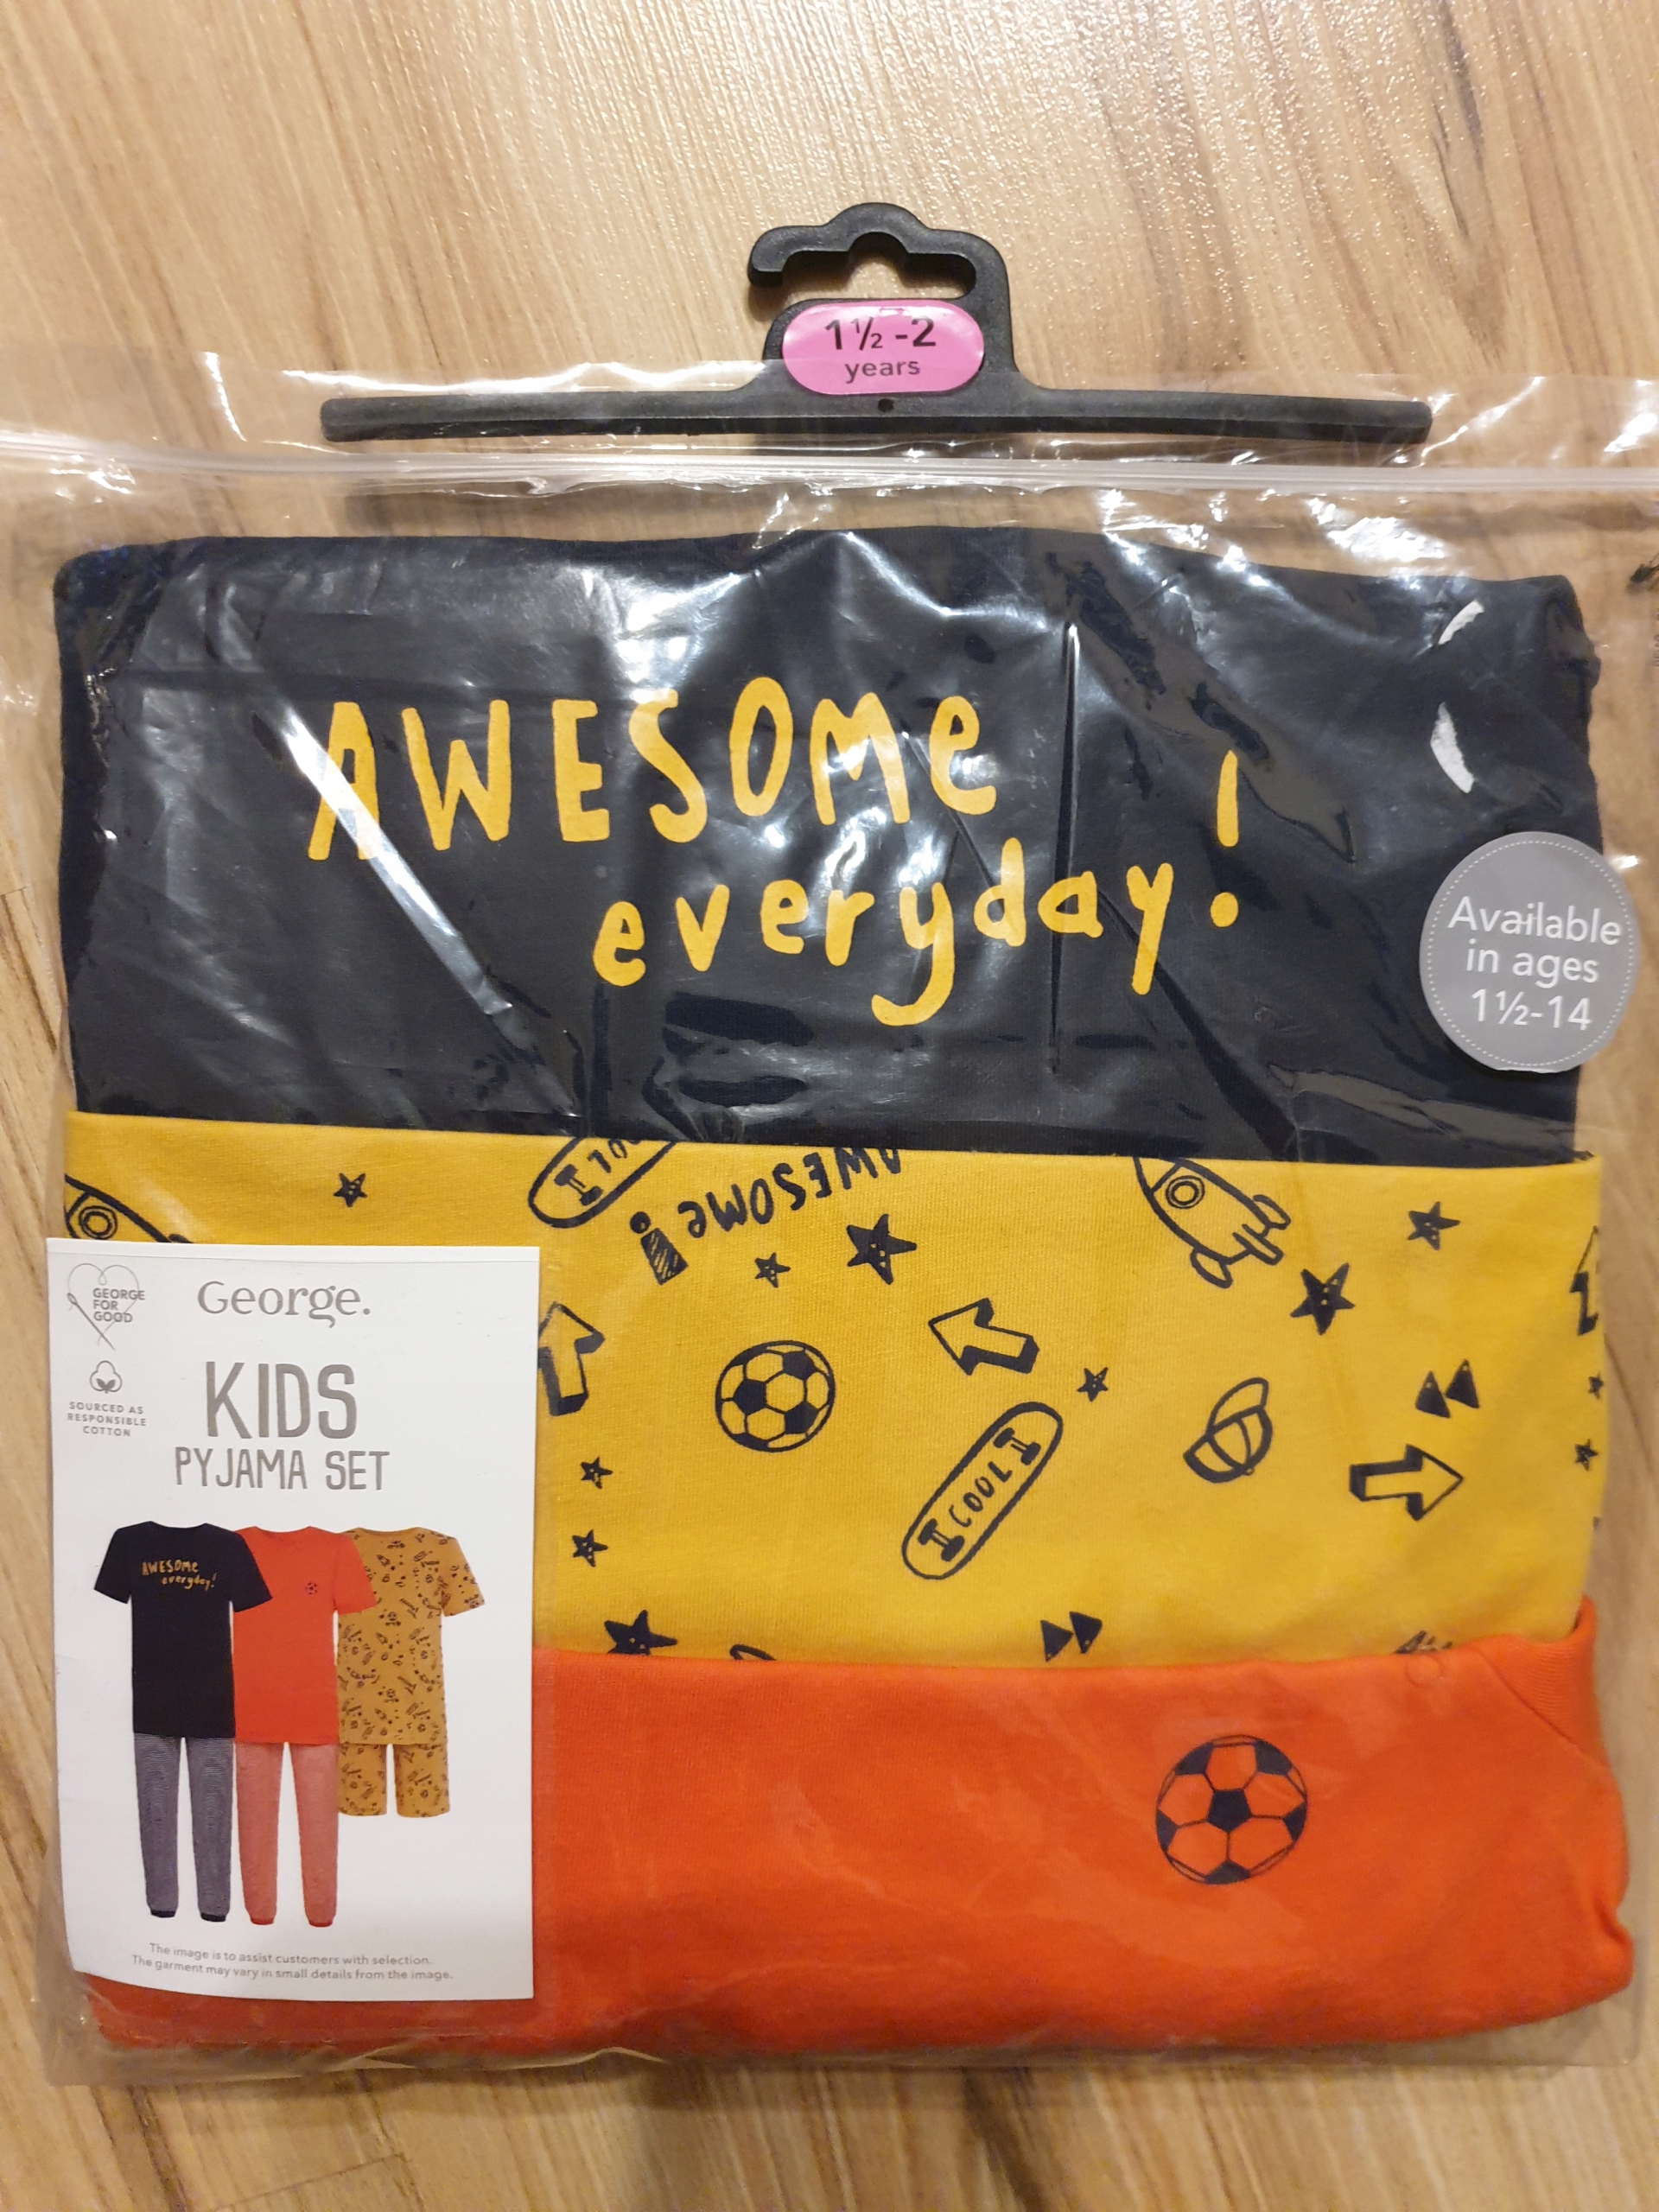 1½-2
years
AWESOMe
everyday!
Available
in ages
1½-14
AWESOMe!
COOL
GEORGE
FOR
GOOD
George.
SOURCED AS
RESPONSIBLE
COTTON
KIDS
PYJAMA SET
AWESOMe
everyday!
The image is to assist customers with selection.
The garment may vary in small details from the image.